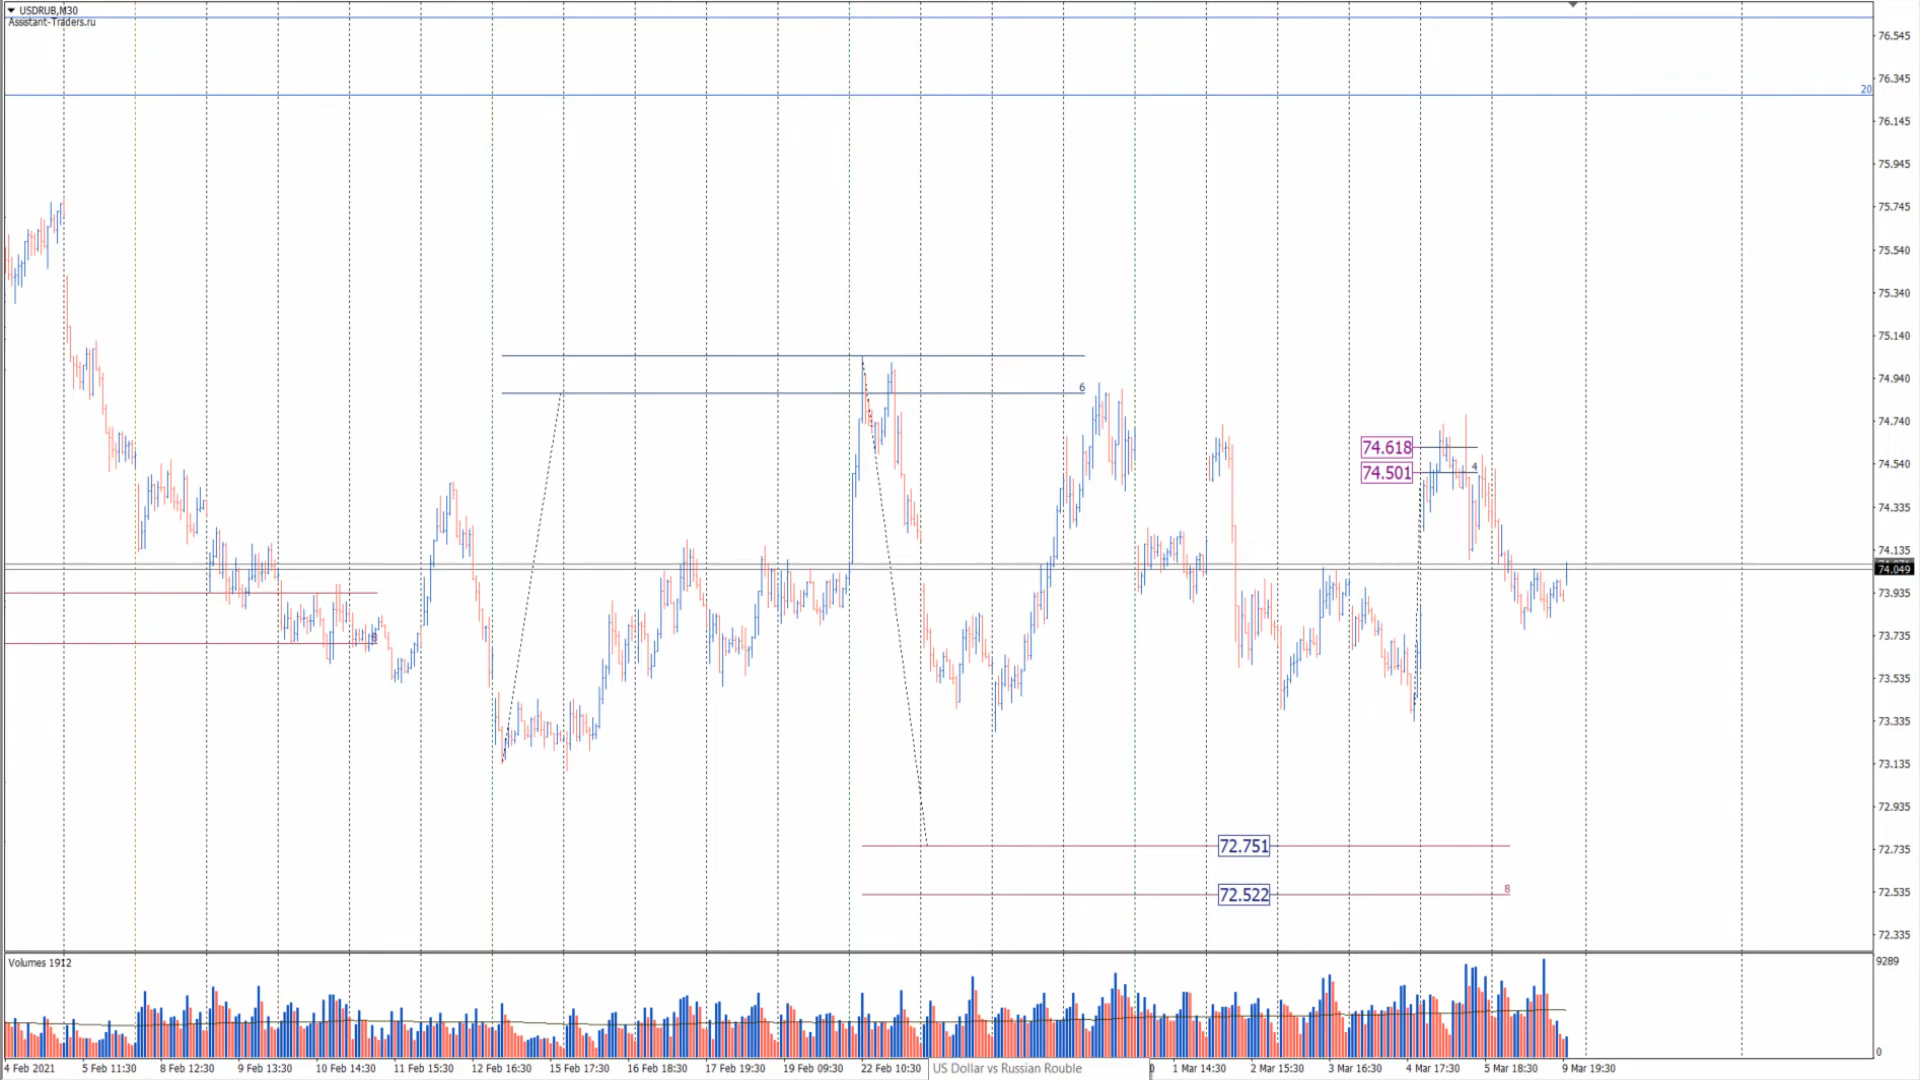 USDRUB,M30
Assistant-Traders.ru
76.545
76.345
20
76.145
75.945
75.745
75.540
75.340
75.140
74.940
6
74.740
74.618
74.540
74.501
4
74.335
74.135
74.049
73.935
8
73.735
73.535
73.335
73.135
72.935
72.751
72.735
72.522
8
72.535
72.335
Volumes 1912
9289
0
4 Feb 2021
5 Feb 11:30
8 Feb 12:30
9 Feb 13:30
10 Feb 14:30
11 Feb 15:30
12 Feb 16:30
15 Feb 17:30
16 Feb 18:30
17 Feb 19:30
19 Feb 09:30
22 Feb 10:30
US Dollar vs Russian Rouble
0
1 Mar 14:30
2 Mar 15:30
3 Mar 16:30
4 Mar 17:30
5 Mar 18:30
9 Mar 19:30